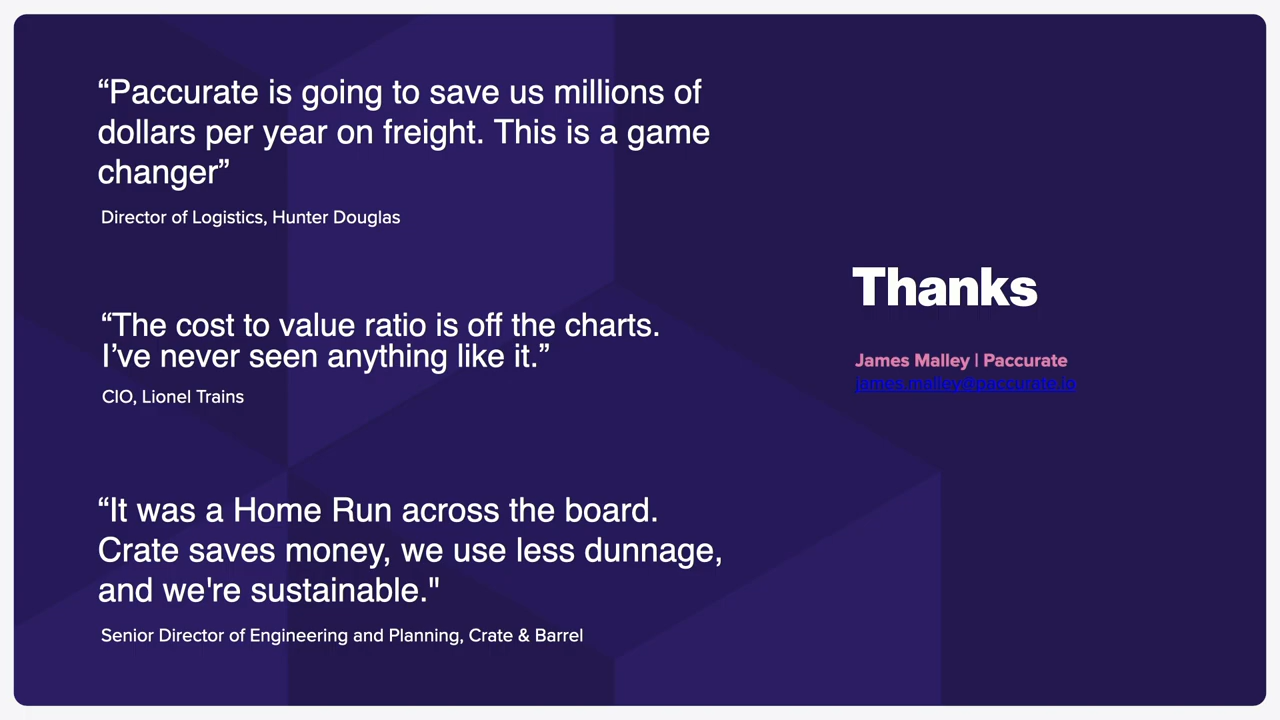 “Paccurate is going to save us millions of
dollars per year on freight. This is a game
changer”
Director of Logistics, Hunter Douglas
“The cost to value ratio is off the charts.
I’ve never seen anything like it.”
CIO, Lionel Trains
“It was a Home Run across the board.
Crate saves money, we use less dunnage,
and we're sustainable."
Senior Director of Engineering and Planning, Crate & Barrel
Thanks
James Malley | Paccurate
james.malley@paccurate.io